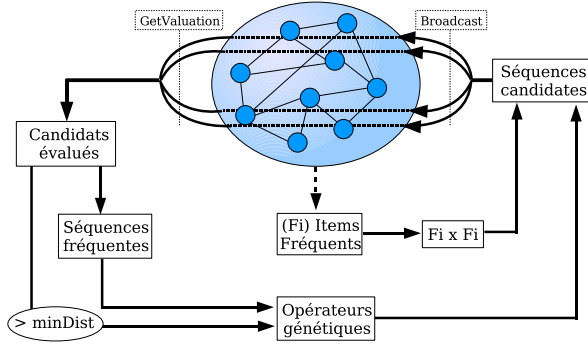 GetValuation
Broadcast
Séquences
candidates
Candidats
évalués
Séquences
fréquentes
(Fi) Items
Fréquents
Fi x Fi
> minDist
Opérateurs
génétiques